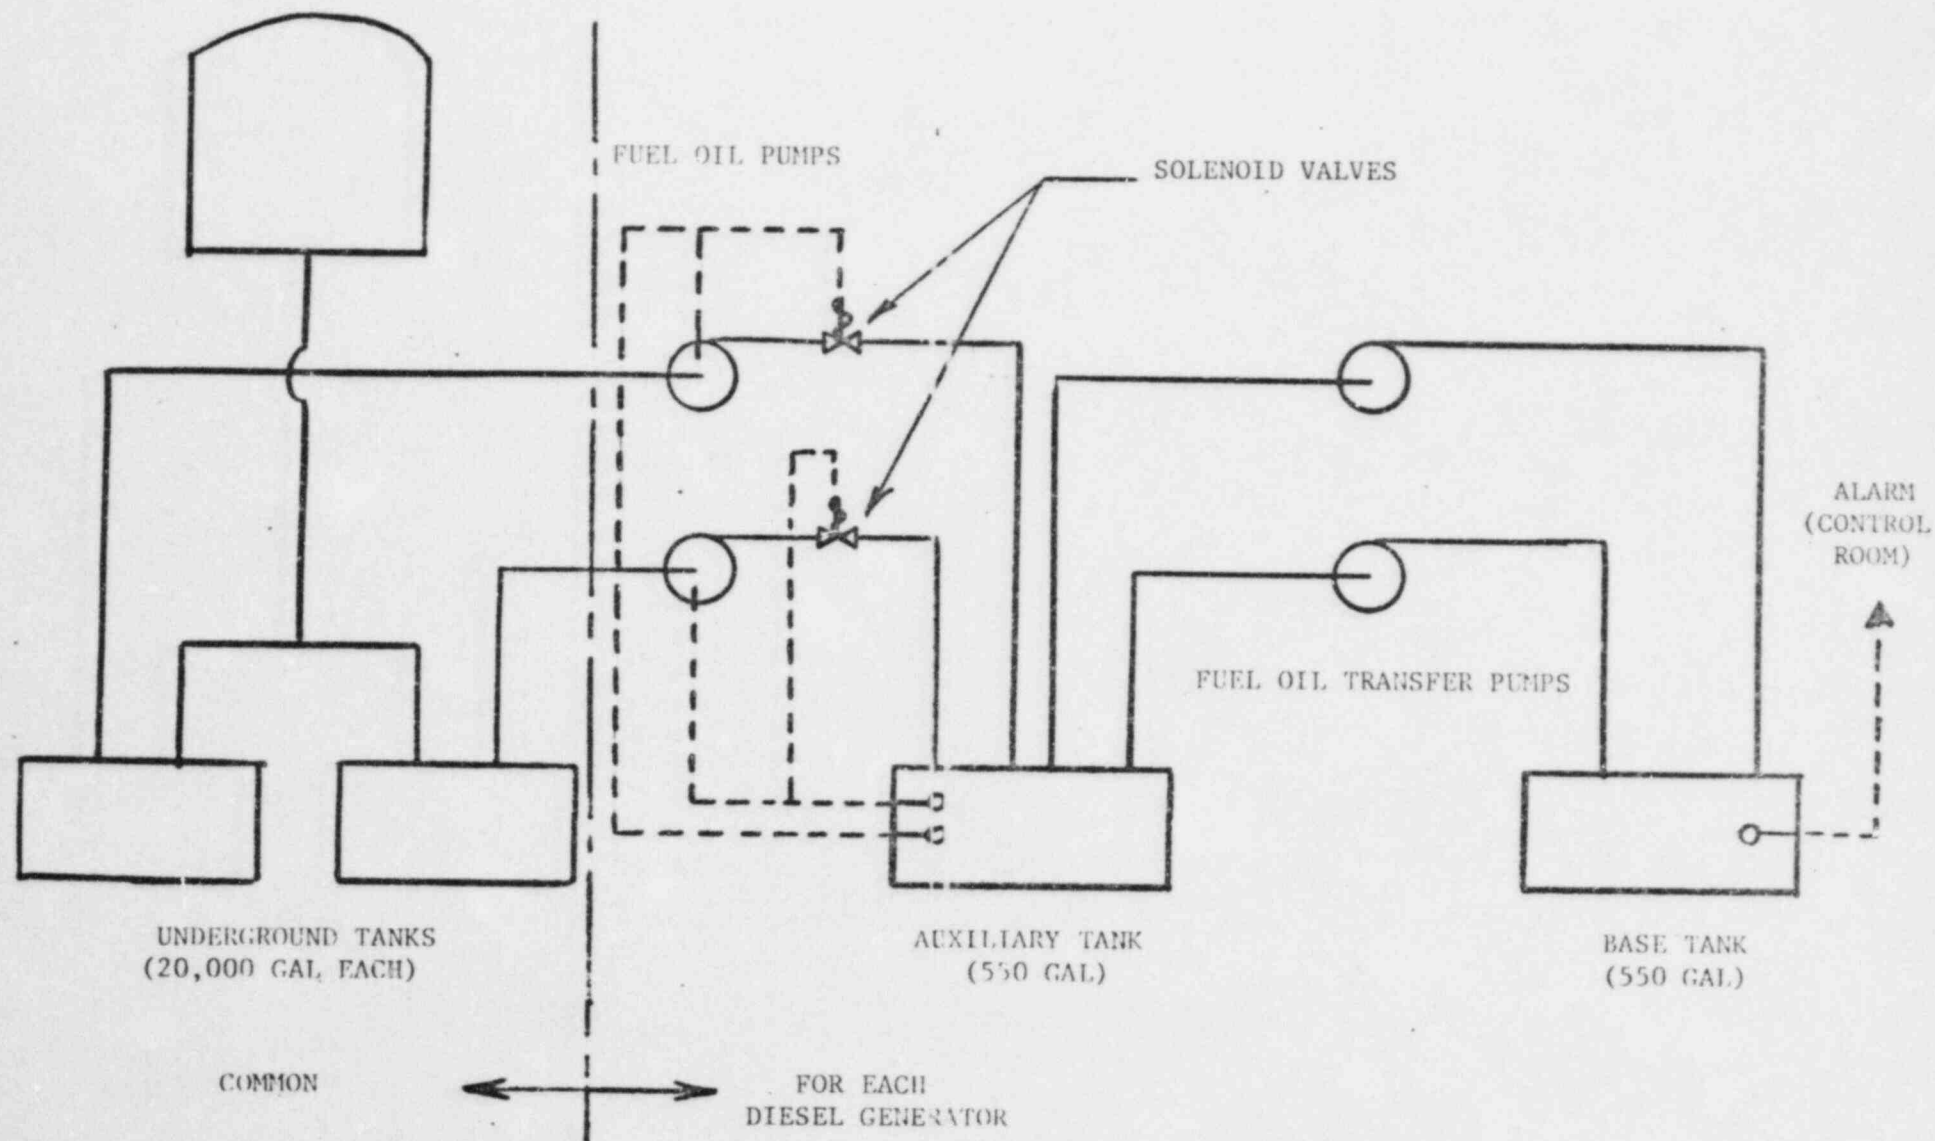 FUEL OIL PUMPS
SOLENOID VALVES
ALARM
(CONTROL
ROOM)
FUEL OIL TRANSFER PUMPS
UNDERGROUND TANKS
(20,000 GAL EACH)
AUXILIARY TANK
(550 GAL)
BASE TANK
(550 GAL)
COMMON
FOR EACH
DIESEL GENERATOR